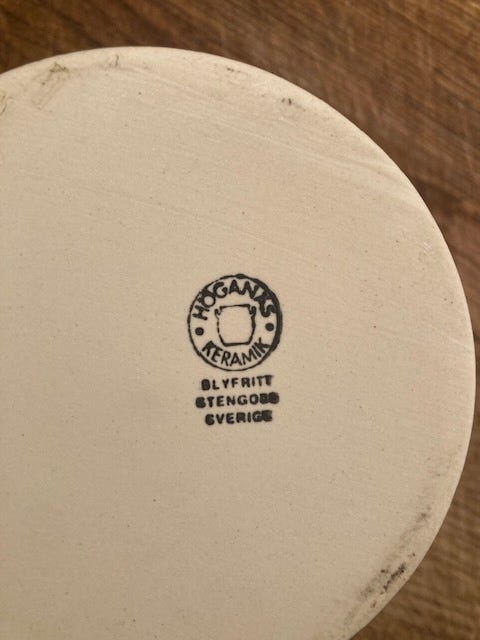 HÖGANÄS
KERAMIK
BLYFRITT
STENGODS
SVERIGE